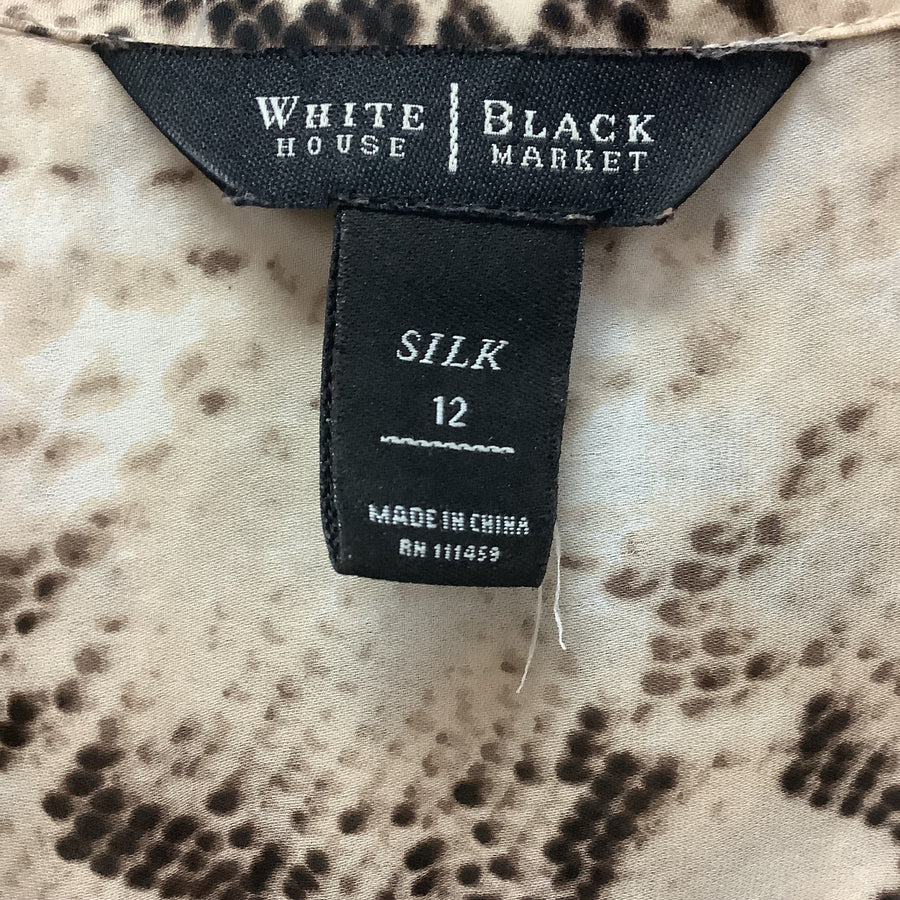 WHITE | BLACK
HOUSE | MARKET
SILK
12
MADE IN CHINA
RN 111459